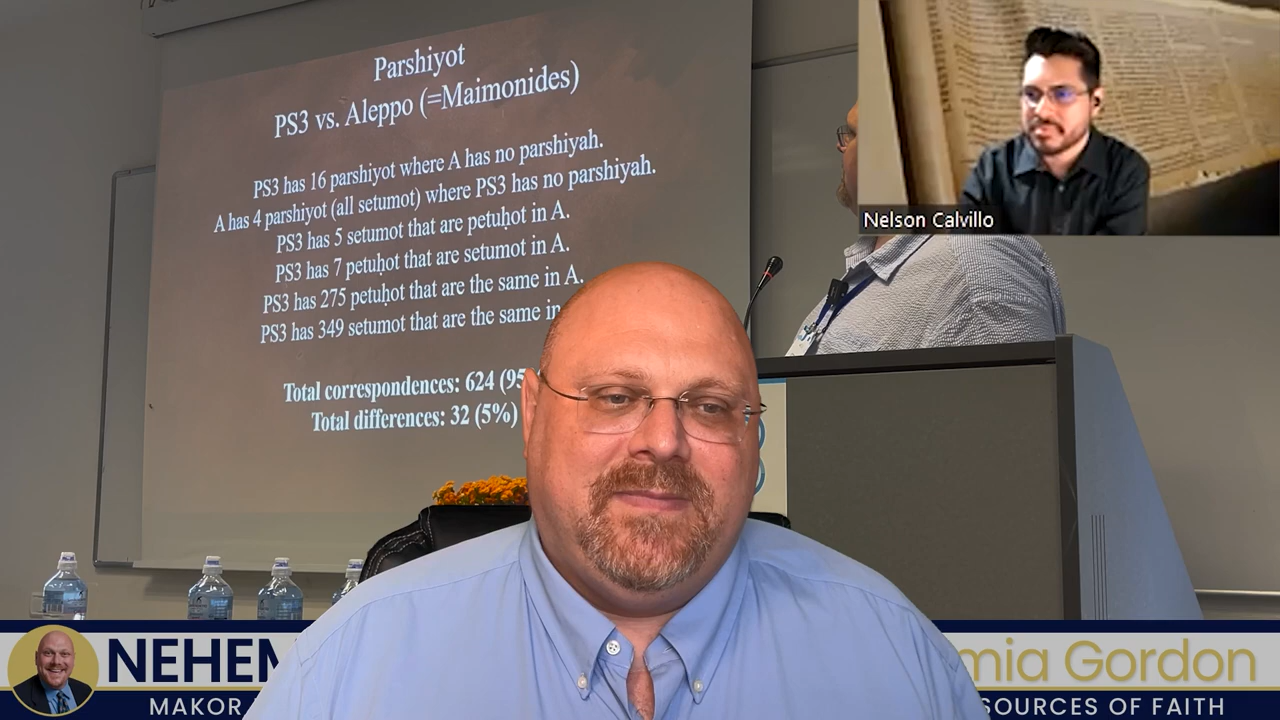 Parshiyot
PS3 vs. Aleppo (=Maimonides)
PS3 has 16 parshiyot where A has no parshiyah.
A has 4 parshiyot (all setumot) where PS3 has no parshiyah.
PS3 has 5 setumot that are petuḥot in A.
PS3 has 7 petuḥot that are setumot in A.
PS3 has 275 petuḥot that are the same in A.
PS3 has 349 setumot that are the same in
Total correspondences: 624 (95
Total differences: 32 (5%)
Nelson Calvillo
NEHEM
mia Gordon
MAKOR
SOURCES OF FAITH